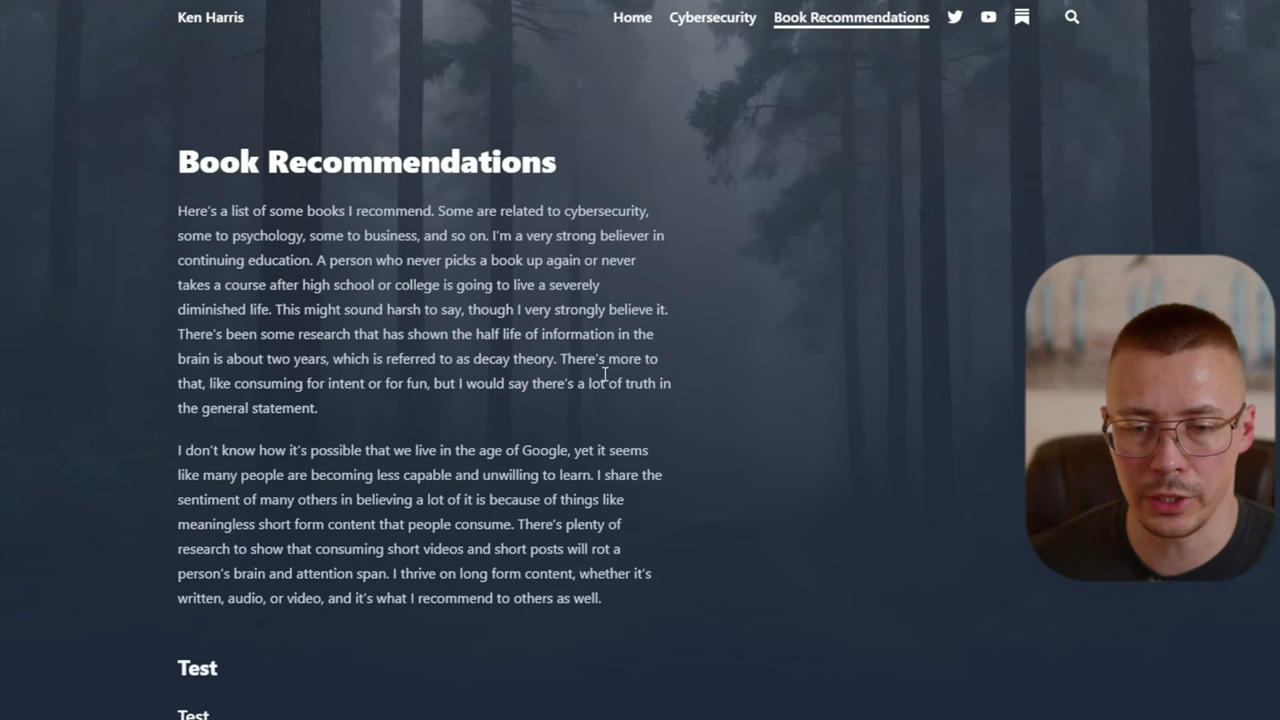 Ken Harris
Home Cybersecurity Book Recommendations
Book Recommendations
Here's a list of some books I recommend. Some are related to cybersecurity,
some to psychology, some to business, and so on. I'm a very strong believer in
continuing education. A person who never picks a book up again or never
takes a course after high school or college is going to live a severely
diminished life. This might sound harsh to say, though I very strongly believe it.
There's been some research that has shown the half life of information in the
brain is about two years, which is referred to as decay theory. There's more to
that, like consuming for intent or for fun, but I would say there's a lot of truth in
the general statement.
I don't know how it's possible that we live in the age of Google, yet it seems
like many people are becoming less capable and unwilling to learn. I share the
sentiment of many others in believing a lot of it is because of things like
meaningless short form content that people consume. There's plenty of
research to show that consuming short videos and short posts will rot a
person's brain and attention span. I thrive on long form content, whether it's
written, audio, or video, and it's what I recommend to others as well.
Test
Test